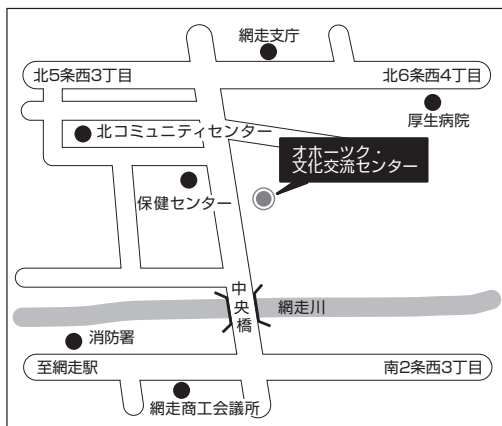 網走支庁
北5条西3丁目
北6条西4丁目
厚生病院
北コミュニティセンター
オホーツク・
文化交流センター
保健センター
中央橋
網走川
消防署
至網走駅
南2条西3丁目
網走商工会議所